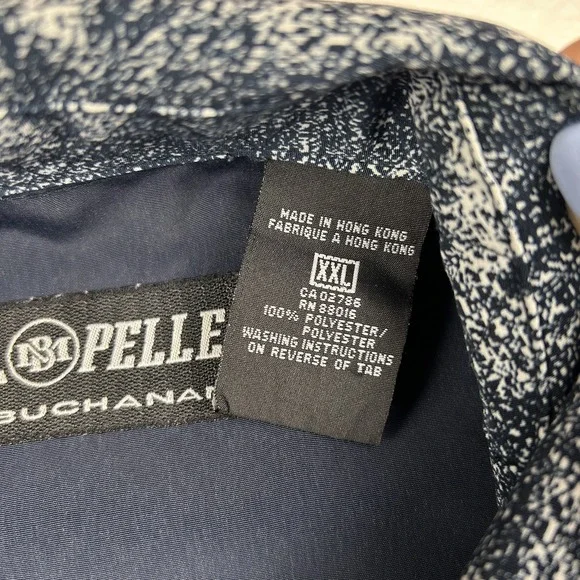 MADE IN HONG KONG
FABRIQUE A HONG KONG
XXL
CA 02786
RN 88016
100% POLYESTER/
POLYESTER
WASHING INSTRUCTIONS
ON REVERSE OF TAB
PELLE
BUCHANAN